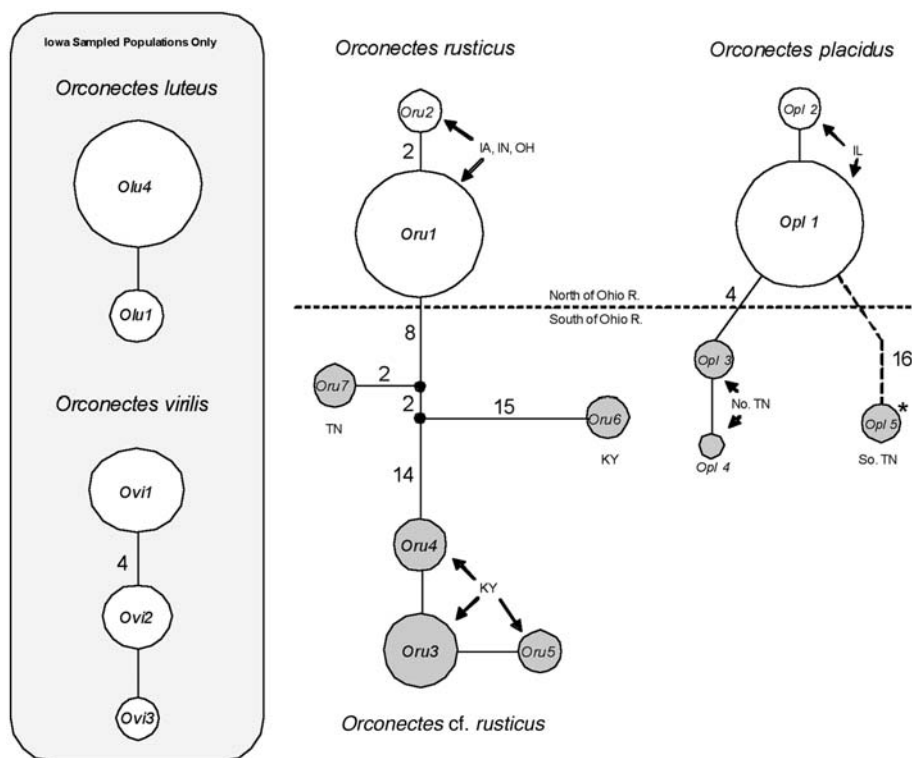 Iowa Sampled Populations Only
Orconectes luteus
Olu4
Olu1
Orconectes virilis
Ovi1
4
Ovi2
Ovi3
Orconectes rusticus
Oru2
2
IA, IN, OH
Oru1
North of Ohio R.
South of Ohio R.
8
Oru7
2
TN
2
15
Oru6
KY
14
Oru4
KY
Oru3
Oru5
Orconectes cf. rusticus
Orconectes placidus
Opl 2
IL
Opl 1
4
16
Opl 3
No. TN
Opl 4
Opl 5
*
So. TN